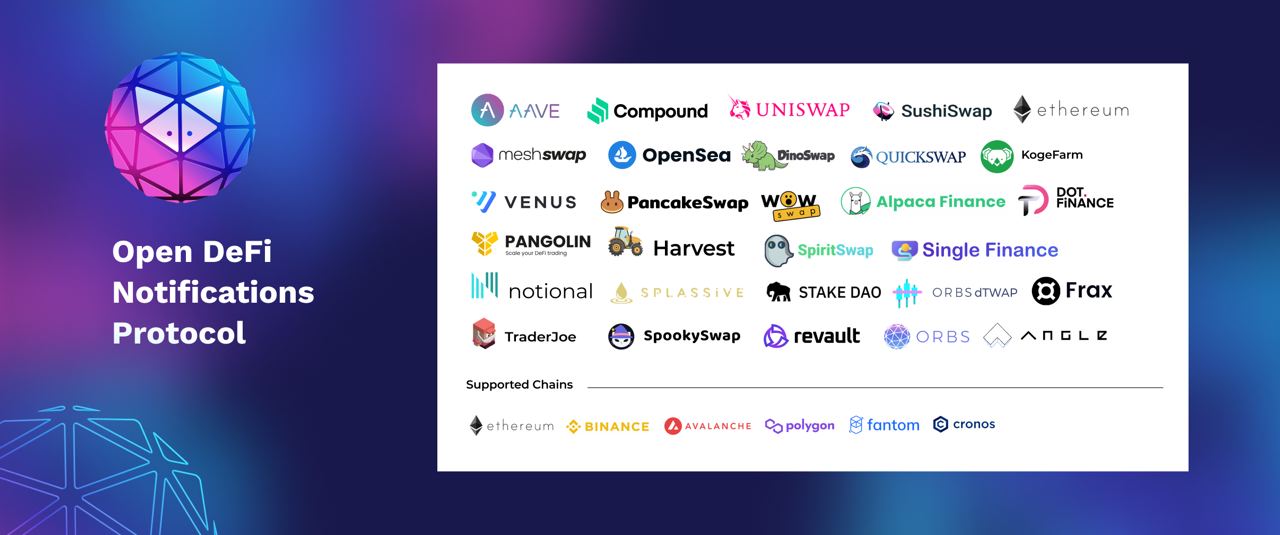 Open DeFi
Notifications
Protocol
AAVE Compound UNISWAP SushiSwap ethereum
meshswap OpenSea DinoSwap QUICKSWAP KogeFarm
VENUS PancakeSwap WOW swap Alpaca Finance DOT. FiNANCE
PANGOLIN Scale your DeFi trading Harvest SpiritSwap Single Finance
notional SPLASSiVE STAKE DAO ORBS dTWAP Frax
TraderJoe SpookySwap revault ORBS ANGLE
Supported Chains
ethereum BINANCE AVALANCHE polygon fantom cronos